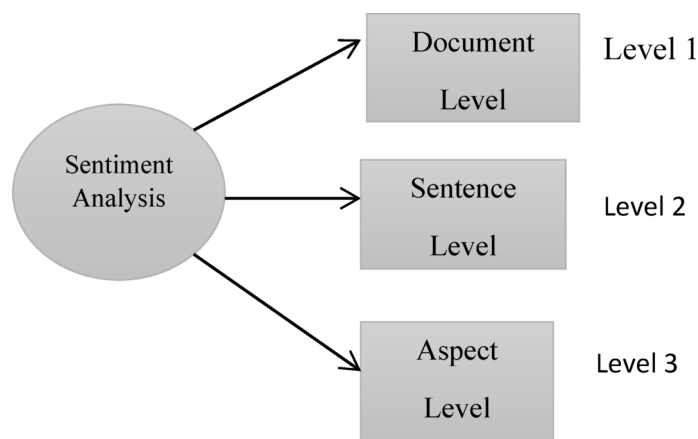 Document
Level
Level 1
Sentiment
Analysis
Sentence
Level
Level 2
Aspect
Level
Level 3